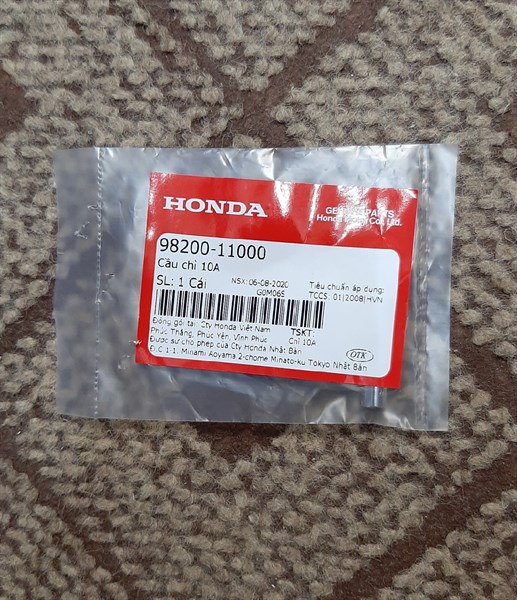 HONDA
GENUINE PARTS
Honda Motor Co., Ltd.
98200-11000
Cầu chì 10A
SL: 1 Cái
NSX: 06-08-2020
G0M065
Tiêu chuẩn áp dụng:
TCCS: 01|2008|HVN
Đóng gói tại: Cty Honda Việt Nam
Phúc Thắng, Phúc Yên, Vĩnh Phúc
TSKT:
Chì 10A
Được sự cho phép của Cty Honda Nhật Bản
Đ.C 1-1, Minami Aoyama 2-chome Minato-ku Tokyo Nhật Bản
OTK